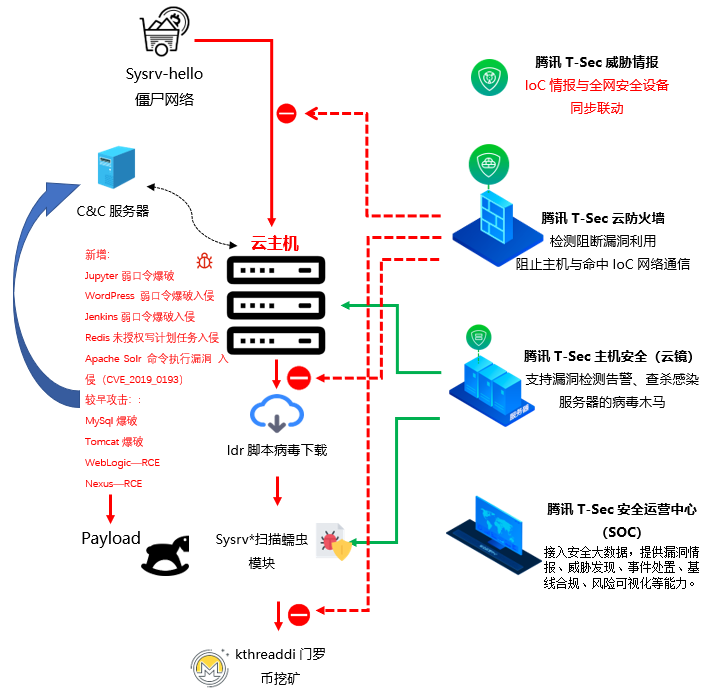 Sysrv-hello
僵尸网络
C&C 服务器
云主机
新增:
Jupyter 弱口令爆破
WordPress 弱口令爆破入侵
Jenkins 弱口令爆破入侵
Redis 未授权写计划任务入侵
Apache Solr 命令执行漏洞 入
侵（CVE_2019_0193）
较早攻击：:
MySql 爆破
Tomcat 爆破
WebLogic—RCE
Nexus—RCE
Payload
ldr 脚本病毒下载
Sysrv*扫描蠕虫
模块
kthreaddi 门罗
币挖矿
腾讯 T-Sec 威胁情报
IoC 情报与全网安全设备
同步联动
腾讯 T-Sec 云防火墙
检测阻断漏洞利用
阻止主机与命中 IoC 网络通信
腾讯 T-Sec 主机安全（云镜）
支持漏洞检测告警、查杀感染
服务器的病毒木马
服务器
腾讯 T-Sec 安全运营中心
（SOC）
接入安全大数据，提供漏洞情
报、威胁发现、事件处置、基
线合规、风险可视化等能力。